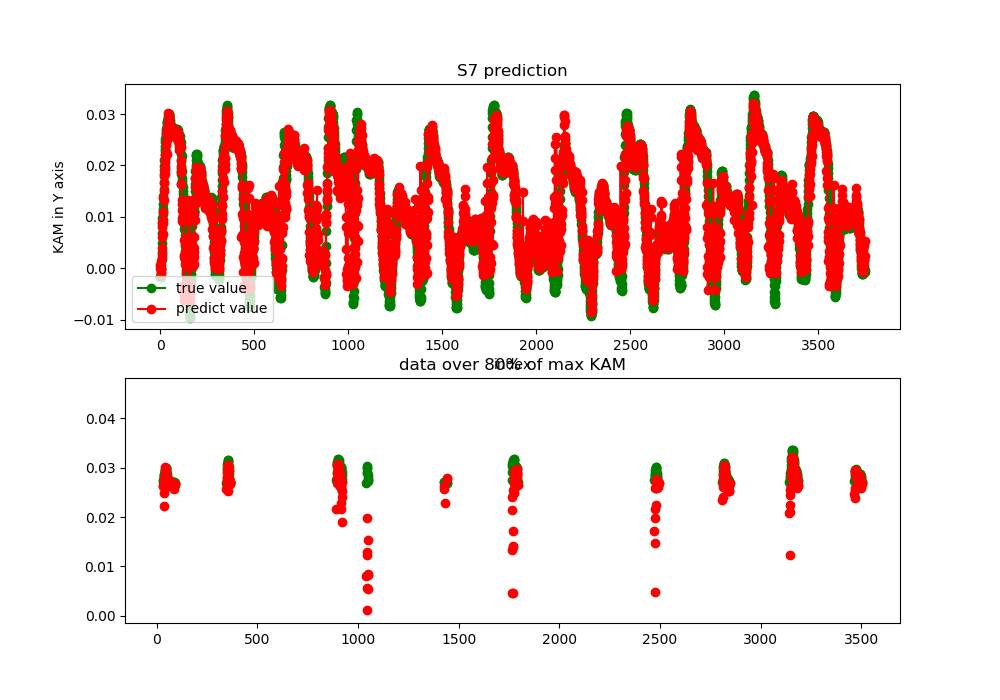 S7 prediction
KAM in Y axis
0.03
0.02
0.01
0.00
−0.01
true value
predict value
0 500 1000 1500 2000 2500 3000 3500
index
data over 80% of max KAM
0.04
0.03
0.02
0.01
0.00
0 500 1000 1500 2000 2500 3000 3500